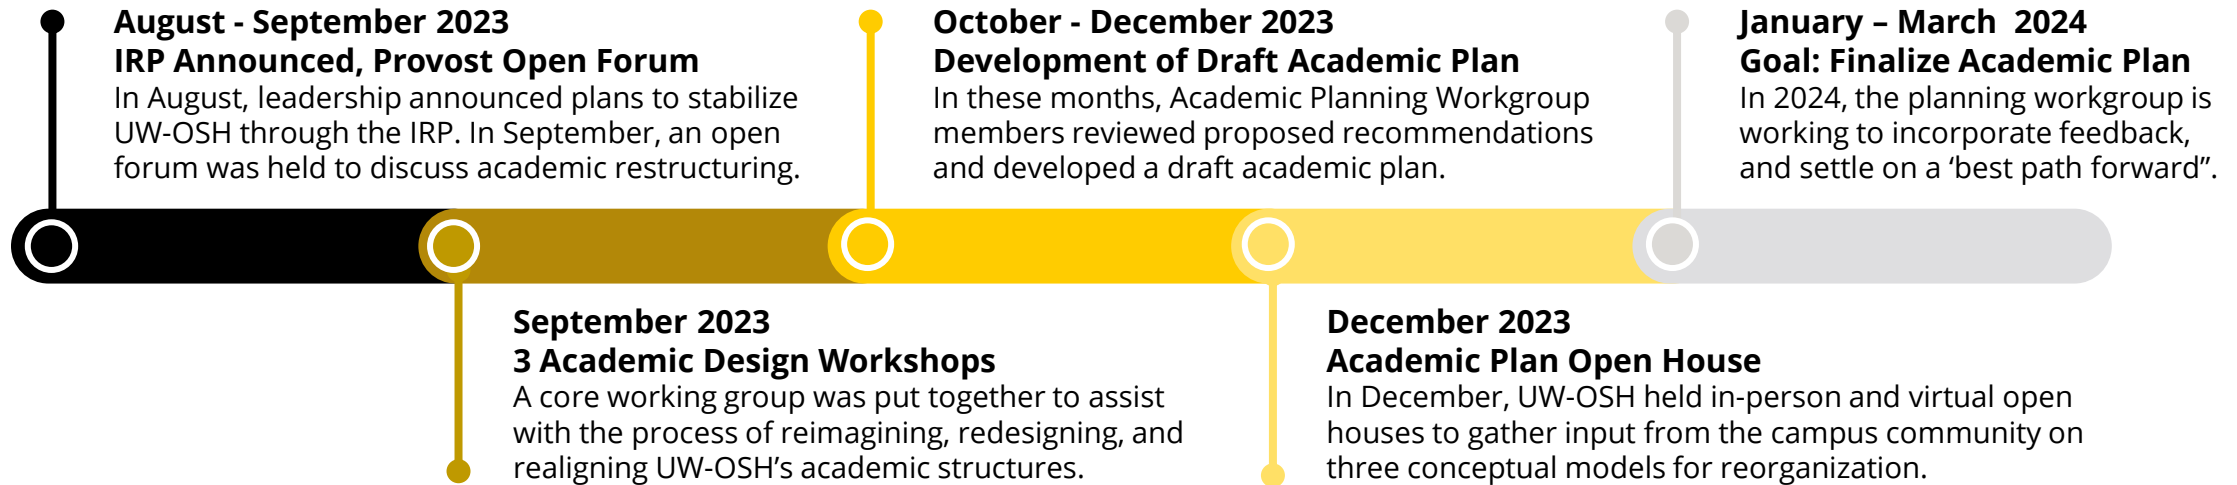 August - September 2023
IRP Announced, Provost Open Forum
In August, leadership announced plans to stabilize
UW-OSH through the IRP. In September, an open
forum was held to discuss academic restructuring.
October - December 2023
Development of Draft Academic Plan
In these months, Academic Planning Workgroup
members reviewed proposed recommendations
and developed a draft academic plan.
January – March  2024
Goal: Finalize Academic Plan
In 2024, the planning workgroup is
working to incorporate feedback,
and settle on a ‘best path forward”.
September 2023
3 Academic Design Workshops
A core working group was put together to assist
with the process of reimagining, redesigning, and
realigning UW-OSH’s academic structures.
December 2023
Academic Plan Open House
In December, UW-OSH held in-person and virtual open
houses to gather input from the campus community on
three conceptual models for reorganization.